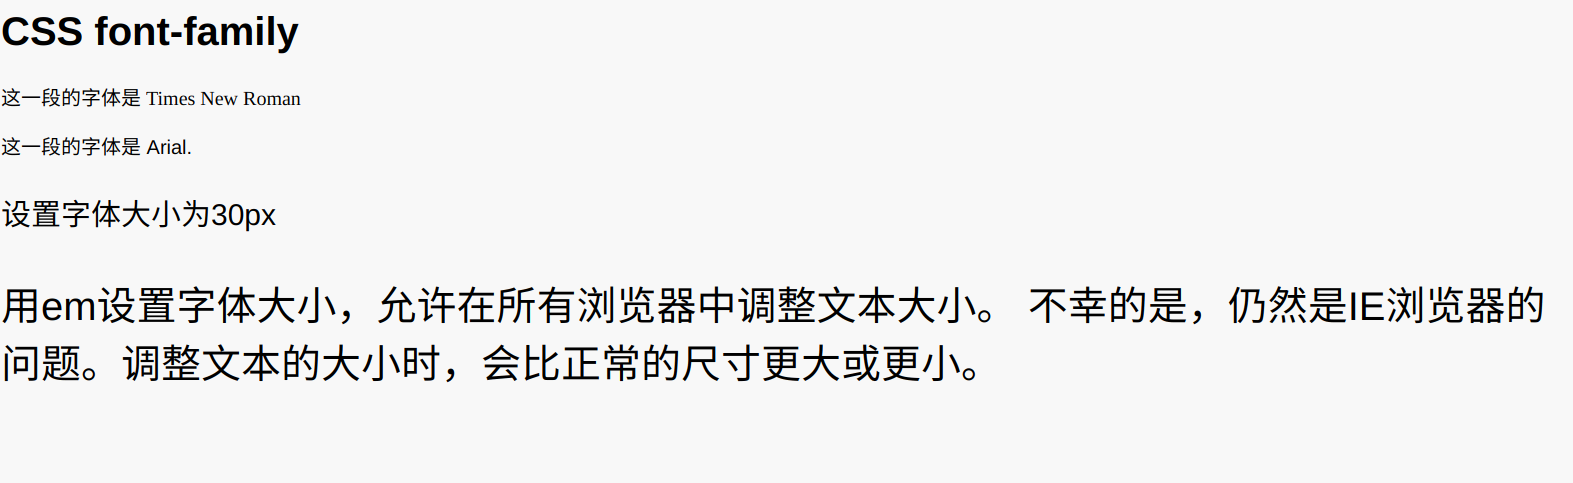 CSS font-family
这一段的字体是 Times New Roman
这一段的字体是 Arial.
设置字体大小为30px
用em设置字体大小，允许在所有浏览器中调整文本大小。 不幸的是，仍然是IE浏览器的
问题。调整文本的大小时，会比正常的尺寸更大或更小。